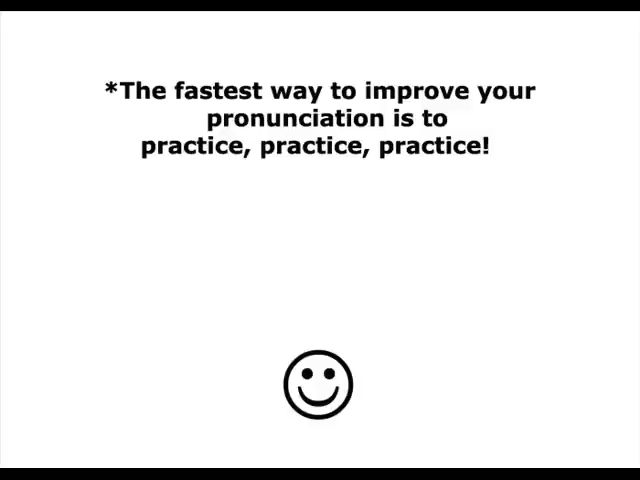 *The fastest way to improve your
pronunciation is to
practice, practice, practice!